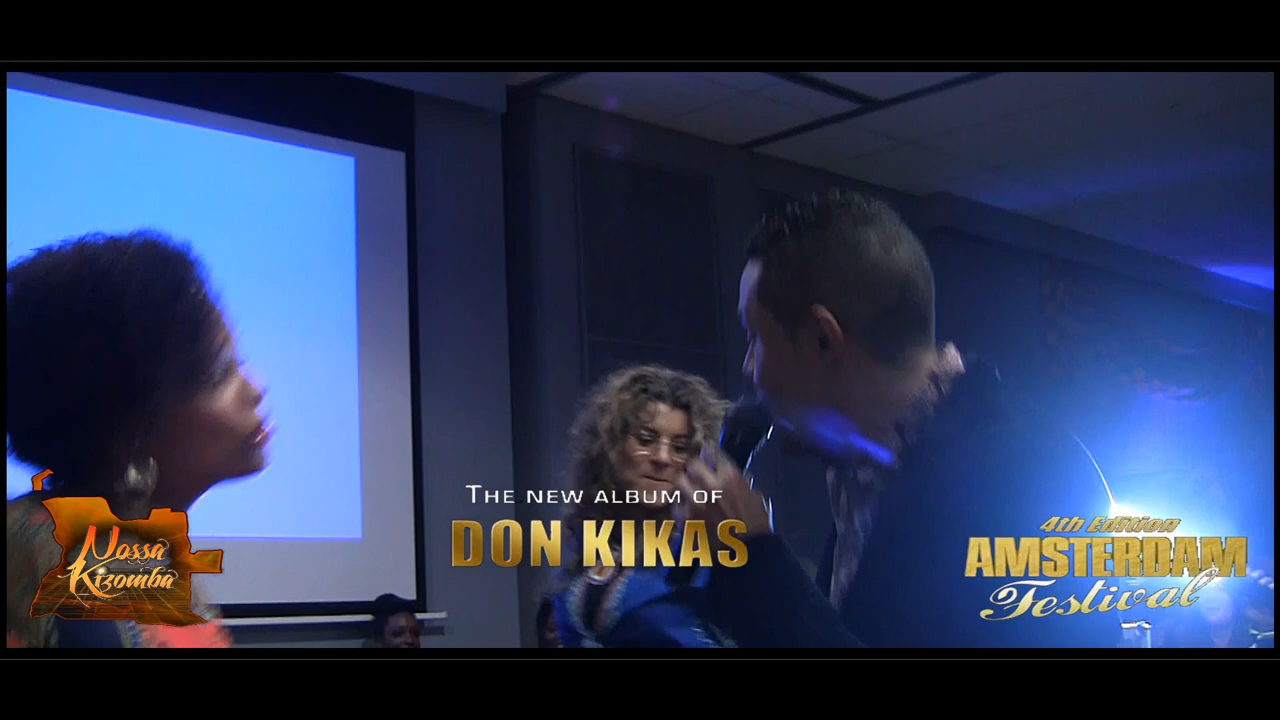 THE NEW ALBUM OF
DON KIKAS
Nossa
Kizomba
4th Edition
AMSTERDAM
Festival